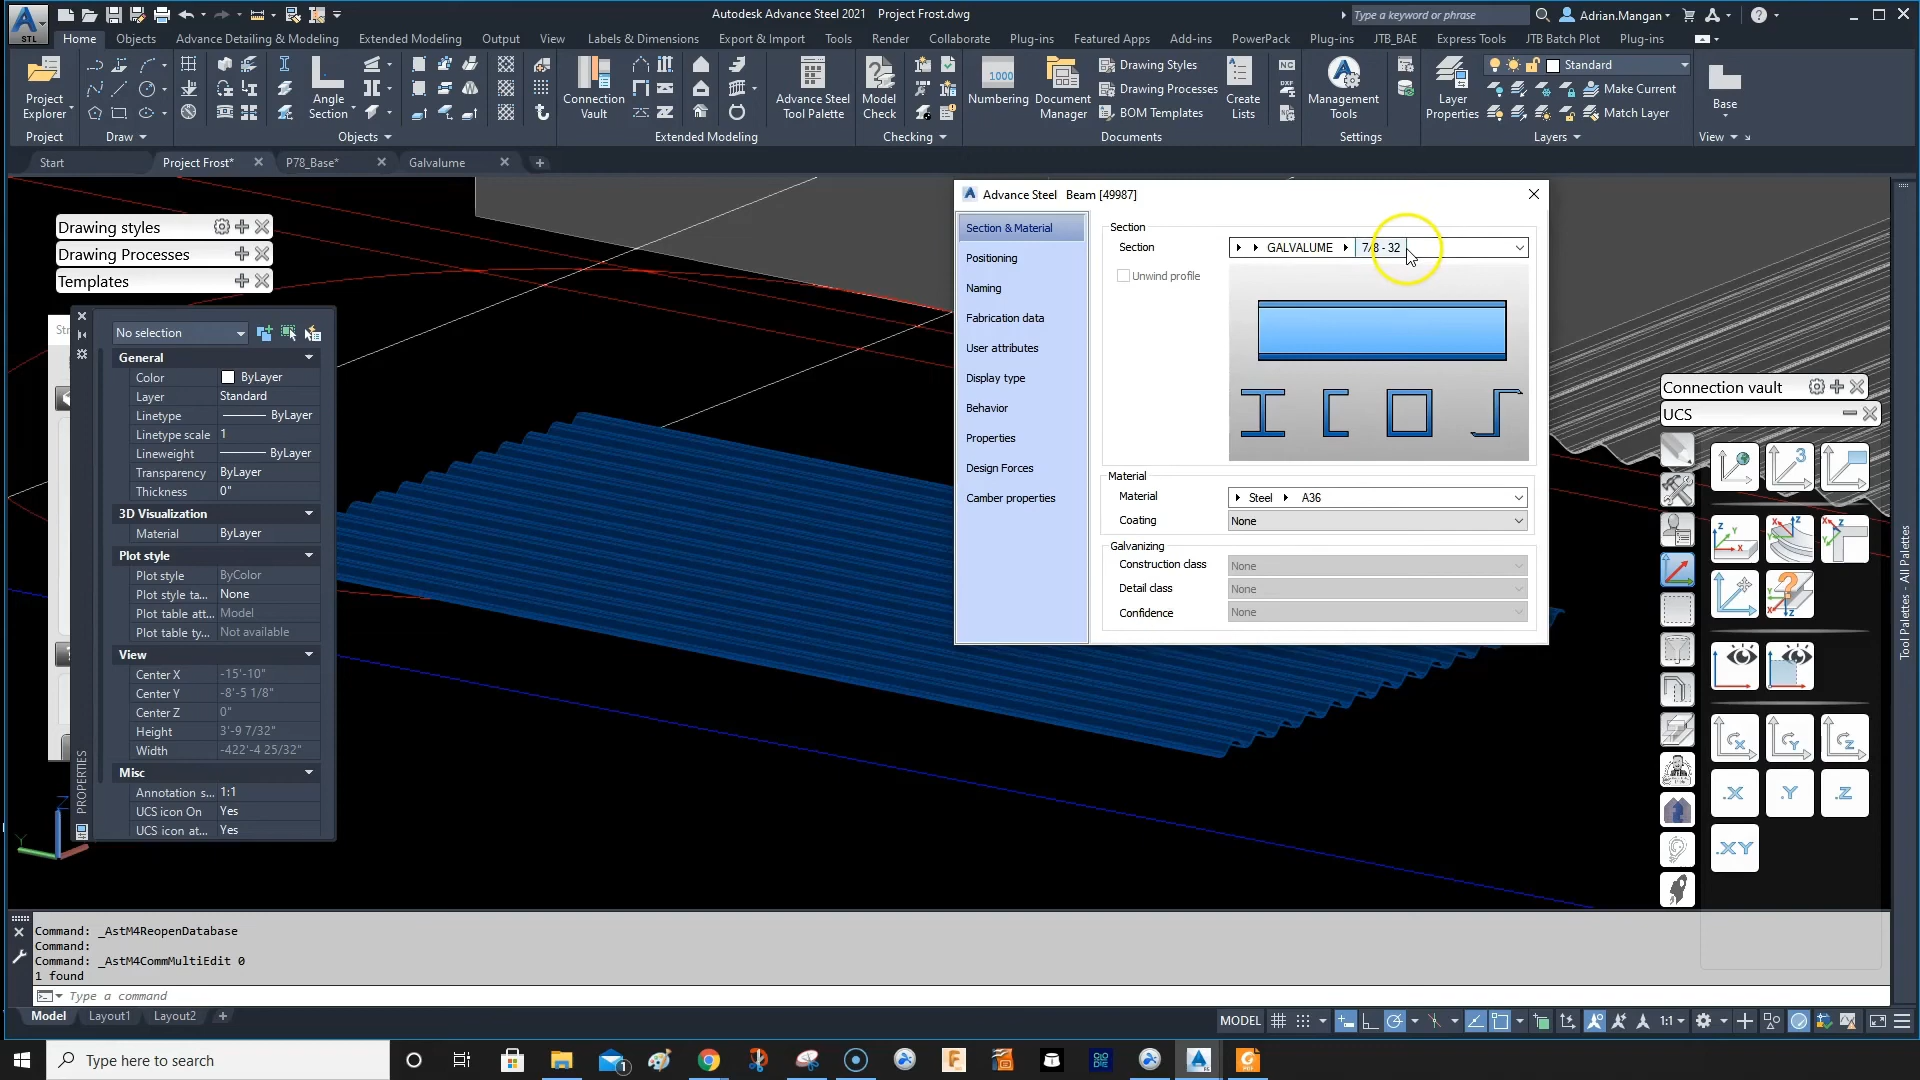 Autodesk Advance Steel 2021 Project Frost.dwg
Type a keyword or phrase
Adrian.Mangan
STL
Home Objects Advance Detailing & Modeling Extended Modeling Output View Labels & Dimensions Export & Import Tools Render Collaborate Plug-ins Featured Apps Add-ins PowerPack Plug-ins JTB_BAE Express Tools JTB Batch Plot Plug-ins
Project Explorer
Angle Section
Connection Vault
Advance Steel Tool Palette
Model Check
1000
Numbering
Document Manager
Drawing Styles
Drawing Processes
BOM Templates
Create Lists
NC
DXF
Management Tools
Layer Properties
Standard
Make Current
Match Layer
Base
Project Draw Objects Extended Modeling Checking Documents Settings Layers View
Start Project Frost* P78_Base* Galvalume
Drawing styles
Drawing Processes
Templates
No selection
General
Color ByLayer
Layer Standard
Linetype ByLayer
Linetype scale 1
Lineweight ByLayer
Transparency ByLayer
Thickness 0"
3D Visualization
Material ByLayer
Plot style
Plot style ByColor
Plot style ta... None
Plot table att... Model
Plot table ty... Not available
View
Center X -15'-10"
Center Y -8'-5 1/8"
Center Z 0"
Height 3'-9 7/32"
Width -422'-4 25/32"
Misc
Annotation s... 1:1
UCS icon On Yes
UCS icon at... Yes
PROPERTIES
Advance Steel Beam [49987]
Section & Material
Positioning
Naming
Fabrication data
User attributes
Display type
Behavior
Properties
Design Forces
Camber properties
Section
Section GALVALUME 7/8 - 32
Unwind profile
Material
Material Steel A36
Coating None
Galvanizing
Construction class None
Detail class None
Confidence None
Connection vault
UCS
3
X
Y
Z
.X .Y .Z
.XY
Tool Palettes - All Palettes
Command: _AstM4ReopenDatabase
Command:
Command: _AstM4CommMultiEdit 0
1 found
Type a command
Model Layout1 Layout2
MODEL 1:1
Type here to search
1